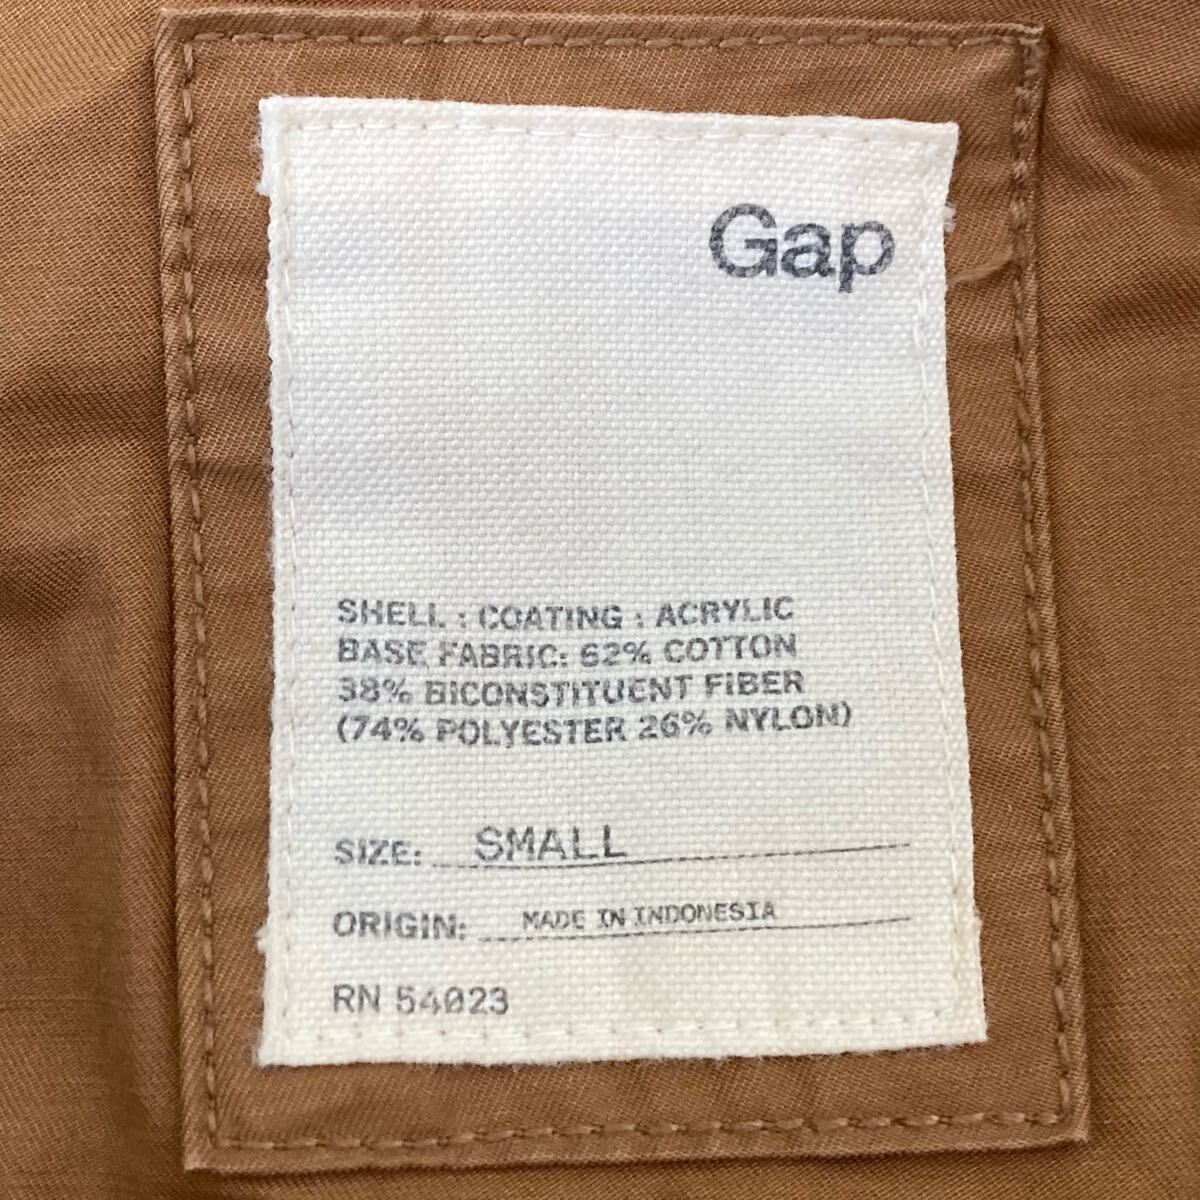 Gap
SHELL : COATING : ACRYLIC
BASE FABRIC: 62% COTTON
38% BICONSTITUENT FIBER
(74% POLYESTER 26% NYLON)
SIZE: SMALL
ORIGIN: MADE IN INDONESIA
RN 54023